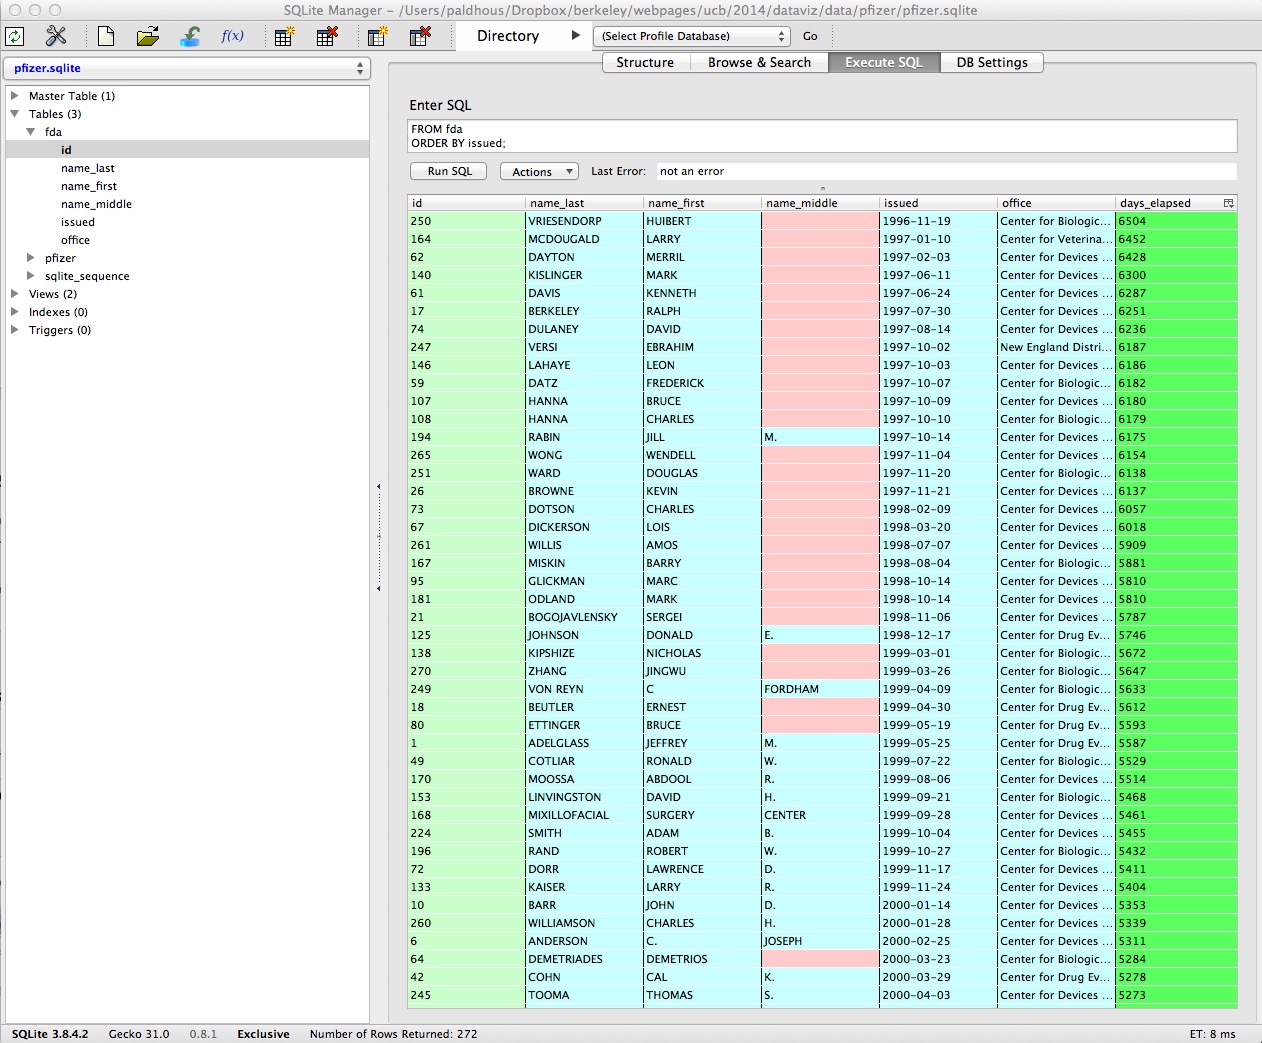 SQLite Manager – /Users/paldhous/Dropbox/berkeley/webpages/ucb/2014/dataviz/data/pfizer/pfizer.sqlite
f(x) Directory (Select Profile Database) Go
pfizer.sqlite
Structure Browse & Search Execute SQL DB Settings
Master Table (1)
Tables (3)
fda
id
name_last
name_first
name_middle
issued
office
pfizer
sqlite_sequence
Views (2)
Indexes (0)
Triggers (0)
Enter SQL
FROM fda
ORDER BY issued;
Run SQL Actions Last Error: not an error
id name_last name_first name_middle issued office days_elapsed
250 VRIESENDORP HUIBERT 1996-11-19 Center for Biologic... 6504
164 MCDOUGALD LARRY 1997-01-10 Center for Veterina... 6452
62 DAYTON MERRIL 1997-02-03 Center for Devices ... 6428
140 KISLINGER MARK 1997-06-11 Center for Devices ... 6300
61 DAVIS KENNETH 1997-06-24 Center for Devices ... 6287
17 BERKELEY RALPH 1997-07-30 Center for Devices ... 6251
74 DULANEY DAVID 1997-08-14 Center for Devices ... 6236
247 VERSI EBRAHIM 1997-10-02 New England Distri... 6187
146 LAHAYE LEON 1997-10-03 Center for Devices ... 6186
59 DATZ FREDERICK 1997-10-07 Center for Biologic... 6182
107 HANNA BRUCE 1997-10-09 Center for Devices ... 6180
108 HANNA CHARLES 1997-10-10 Center for Biologic... 6179
194 RABIN JILL M. 1997-10-14 Center for Devices ... 6175
265 WONG WENDELL 1997-11-04 Center for Devices ... 6154
251 WARD DOUGLAS 1997-11-20 Center for Biologic... 6138
26 BROWNE KEVIN 1997-11-21 Center for Devices ... 6137
73 DOTSON CHARLES 1998-02-09 Center for Devices ... 6057
67 DICKERSON LOIS 1998-03-20 Center for Devices ... 6018
261 WILLIS AMOS 1998-07-07 Center for Devices ... 5909
167 MISKIN BARRY 1998-08-04 Center for Biologic... 5881
95 GLICKMAN MARC 1998-10-14 Center for Devices ... 5810
181 ODLAND MARK 1998-10-14 Center for Devices ... 5810
21 BOGOJAVLENSKY SERGEI 1998-11-06 Center for Devices ... 5787
125 JOHNSON DONALD E. 1998-12-17 Center for Drug Ev... 5746
138 KIPSHIZE NICHOLAS 1999-03-01 Center for Biologic... 5672
270 ZHANG JINGWU 1999-03-26 Center for Biologic... 5647
249 VON REYN C FORDHAM 1999-04-09 Center for Biologic... 5633
18 BEUTLER ERNEST 1999-04-30 Center for Drug Ev... 5612
80 ETTINGER BRUCE 1999-05-19 Center for Drug Ev... 5593
1 ADELGLASS JEFFREY M. 1999-05-25 Center for Drug Ev... 5587
49 COTLIAR RONALD W. 1999-07-22 Center for Biologic... 5529
170 MOOSSA ABDOOL R. 1999-08-06 Center for Devices ... 5514
153 LINVINGSTON DAVID H. 1999-09-21 Center for Biologic... 5468
168 MIXILLOFACIAL SURGERY CENTER 1999-09-28 Center for Devices ... 5461
224 SMITH ADAM B. 1999-10-04 Center for Devices ... 5455
196 RAND ROBERT W. 1999-10-27 Center for Biologic... 5432
72 DORR LAWRENCE D. 1999-11-17 Center for Devices ... 5411
133 KAISER LARRY R. 1999-11-24 Center for Devices ... 5404
10 BARR JOHN D. 2000-01-14 Center for Devices ... 5353
260 WILLIAMSON CHARLES H. 2000-01-28 Center for Devices ... 5339
6 ANDERSON C. JOSEPH 2000-02-25 Center for Devices ... 5311
64 DEMETRIADES DEMETRIOS 2000-03-23 Center for Biologic... 5284
42 COHN CAL K. 2000-03-29 Center for Drug Ev... 5278
245 TOOMA THOMAS S. 2000-04-03 Center for Devices ... 5273
SQLite 3.8.4.2 Gecko 31.0 0.8.1 Exclusive Number of Rows Returned: 272 ET: 8 ms